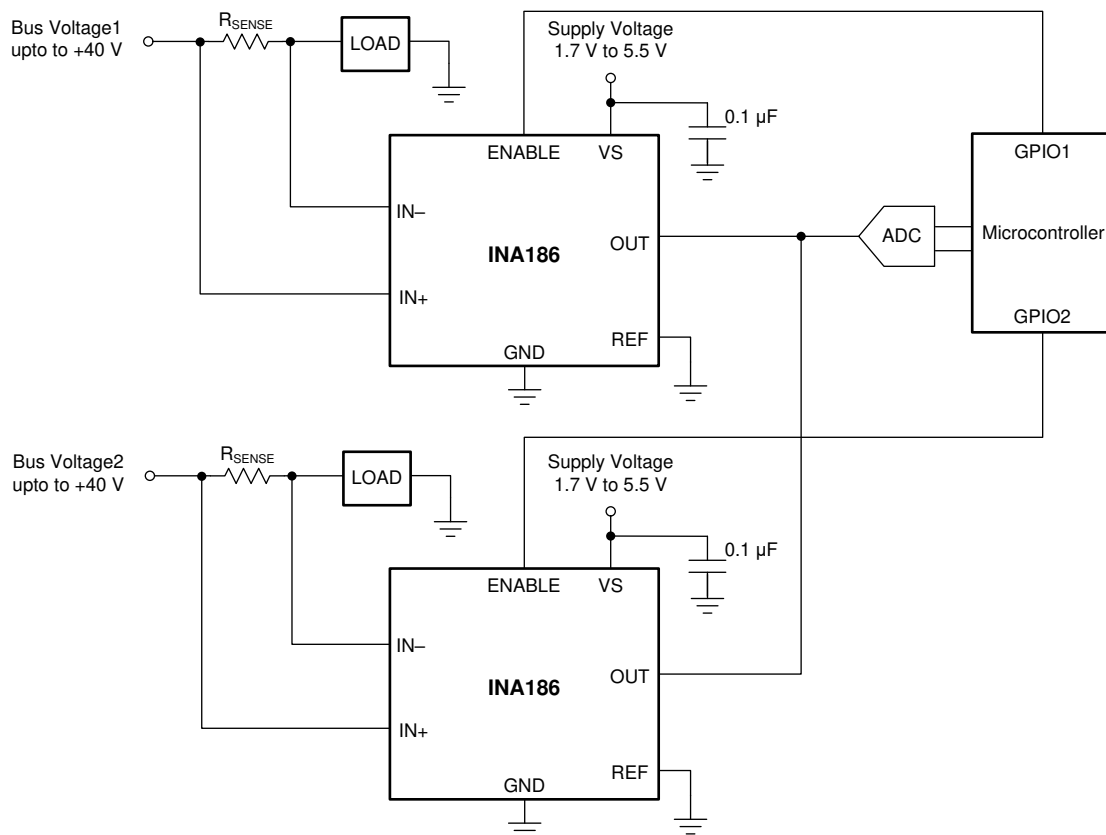 Bus Voltage1
upto to +40 V
RSENSE
LOAD
Supply Voltage
1.7 V to 5.5 V
0.1 µF
ENABLE
VS
GPIO1
IN–
OUT
INA186
ADC
Microcontroller
IN+
GPIO2
REF
GND
Bus Voltage2
upto to +40 V
RSENSE
LOAD
Supply Voltage
1.7 V to 5.5 V
0.1 µF
ENABLE
VS
IN–
OUT
INA186
IN+
REF
GND